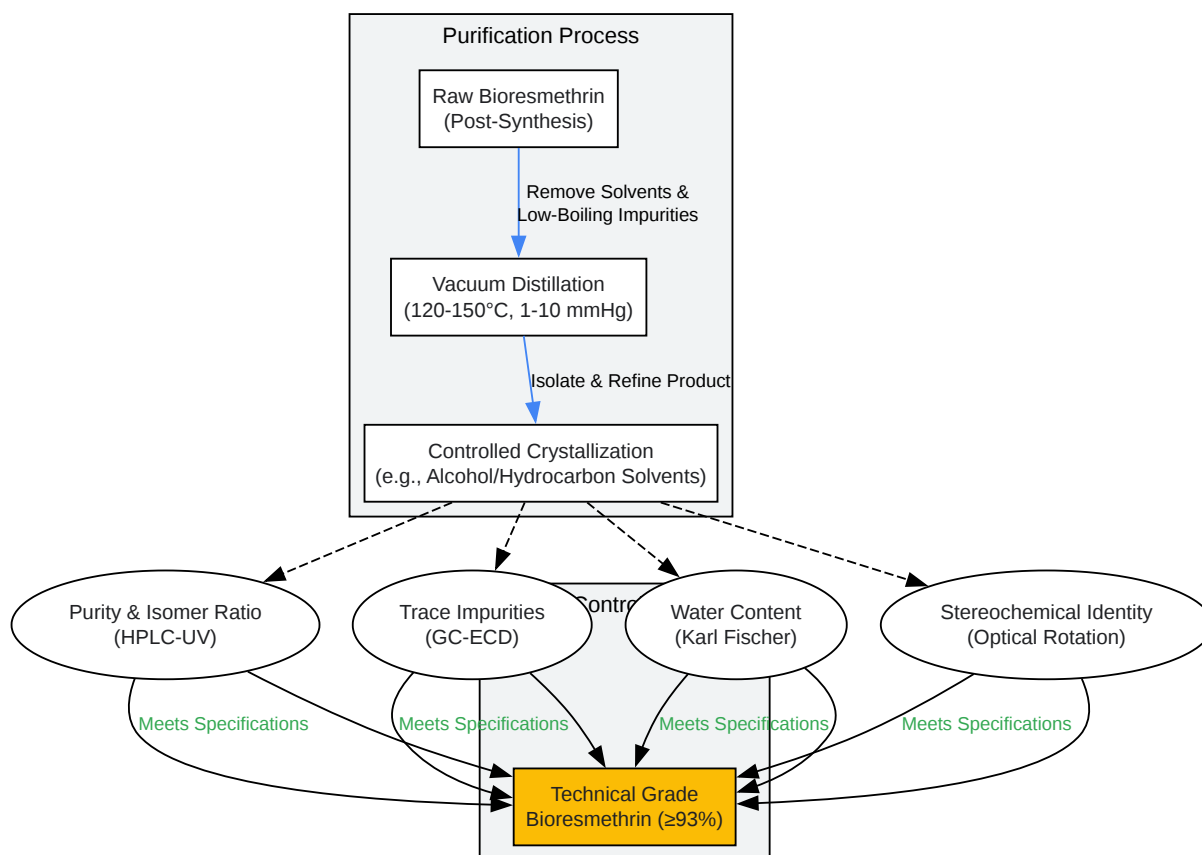 Purification Process
Raw Bioresmethrin
(Post-Synthesis)
Remove Solvents &
Low-Boiling Impurities
Vacuum Distillation
(120-150°C, 1-10 mmHg)
Isolate & Refine Product
Controlled Crystallization
(e.g., Alcohol/Hydrocarbon Solvents)
Purity & Isomer Ratio
(HPLC-UV)
Trace Impurities
(GC-ECD)
Contro
Water Content
(Karl Fischer)
Stereochemical Identity
(Optical Rotation)
Meets Specifications
Meets Specifications
Meets Specifications
Meets Specifications
Technical Grade
Bioresmethrin (≥93%)